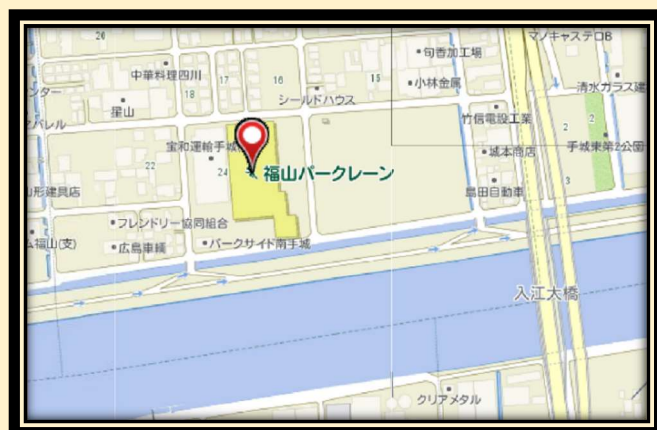 マノキャステロB
20
旬香加工場
中華料理四川
17
16
15
小林金属
清水ガラス建
ンター
18
シールドハウス
星山
竹信電設工業
2
2
バレル
宝和運輸手城
城本商店
手城東第2公園
22
24
福山パークレーン
3
山形建具店
島田自動車
フレンドリー協同組合
ム福山(支)
広島車輌
パークサイド南手城
入江大橋
クリアメタル